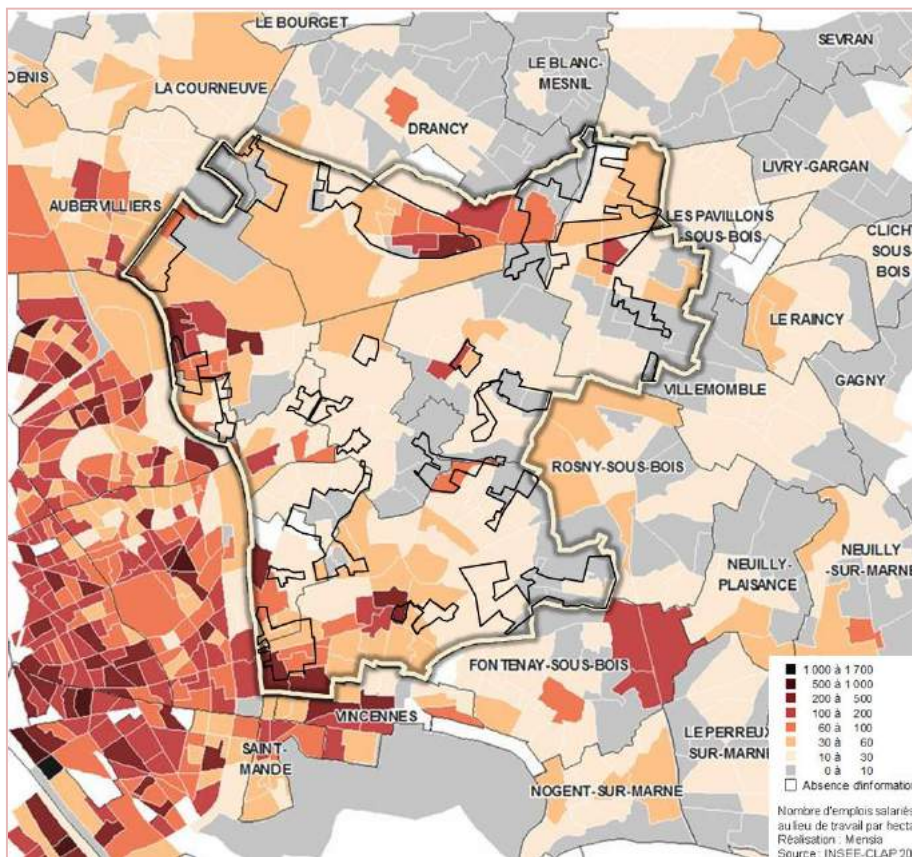 LE BOURGET
SEVRAN
DENIS
LE BLANC-
MESNIL
LA COURNEUVE
DRANCY
LIVRY-GARGAN
AUBERVILLIERS
LES PAVILLONS
SOUS-BOIS
CLICH
SOUS-
BOIS
LE RAINCY
GAGNY
VILLEMOMBLE
ROSNY-SOUS-BOIS
NEUILLY-
PLAISANCE
NEUILLY
-SUR-MARNE
FONTENAY-SOUS-BOIS
VINCENNES
SAINT-
MANDE
LE PERREUX
SUR-MARNE
NOGENT-SUR-MARNE
1 000 à 1 700
500 à 1 000
200 à 500
100 à 200
60 à 100
30 à 60
10 à 30
0 à 10
Absence d'information
Nombre d'emplois salariés
au lieu de travail par hecta
Réalisation : Mensia
Source : INSEE-CLAP 20